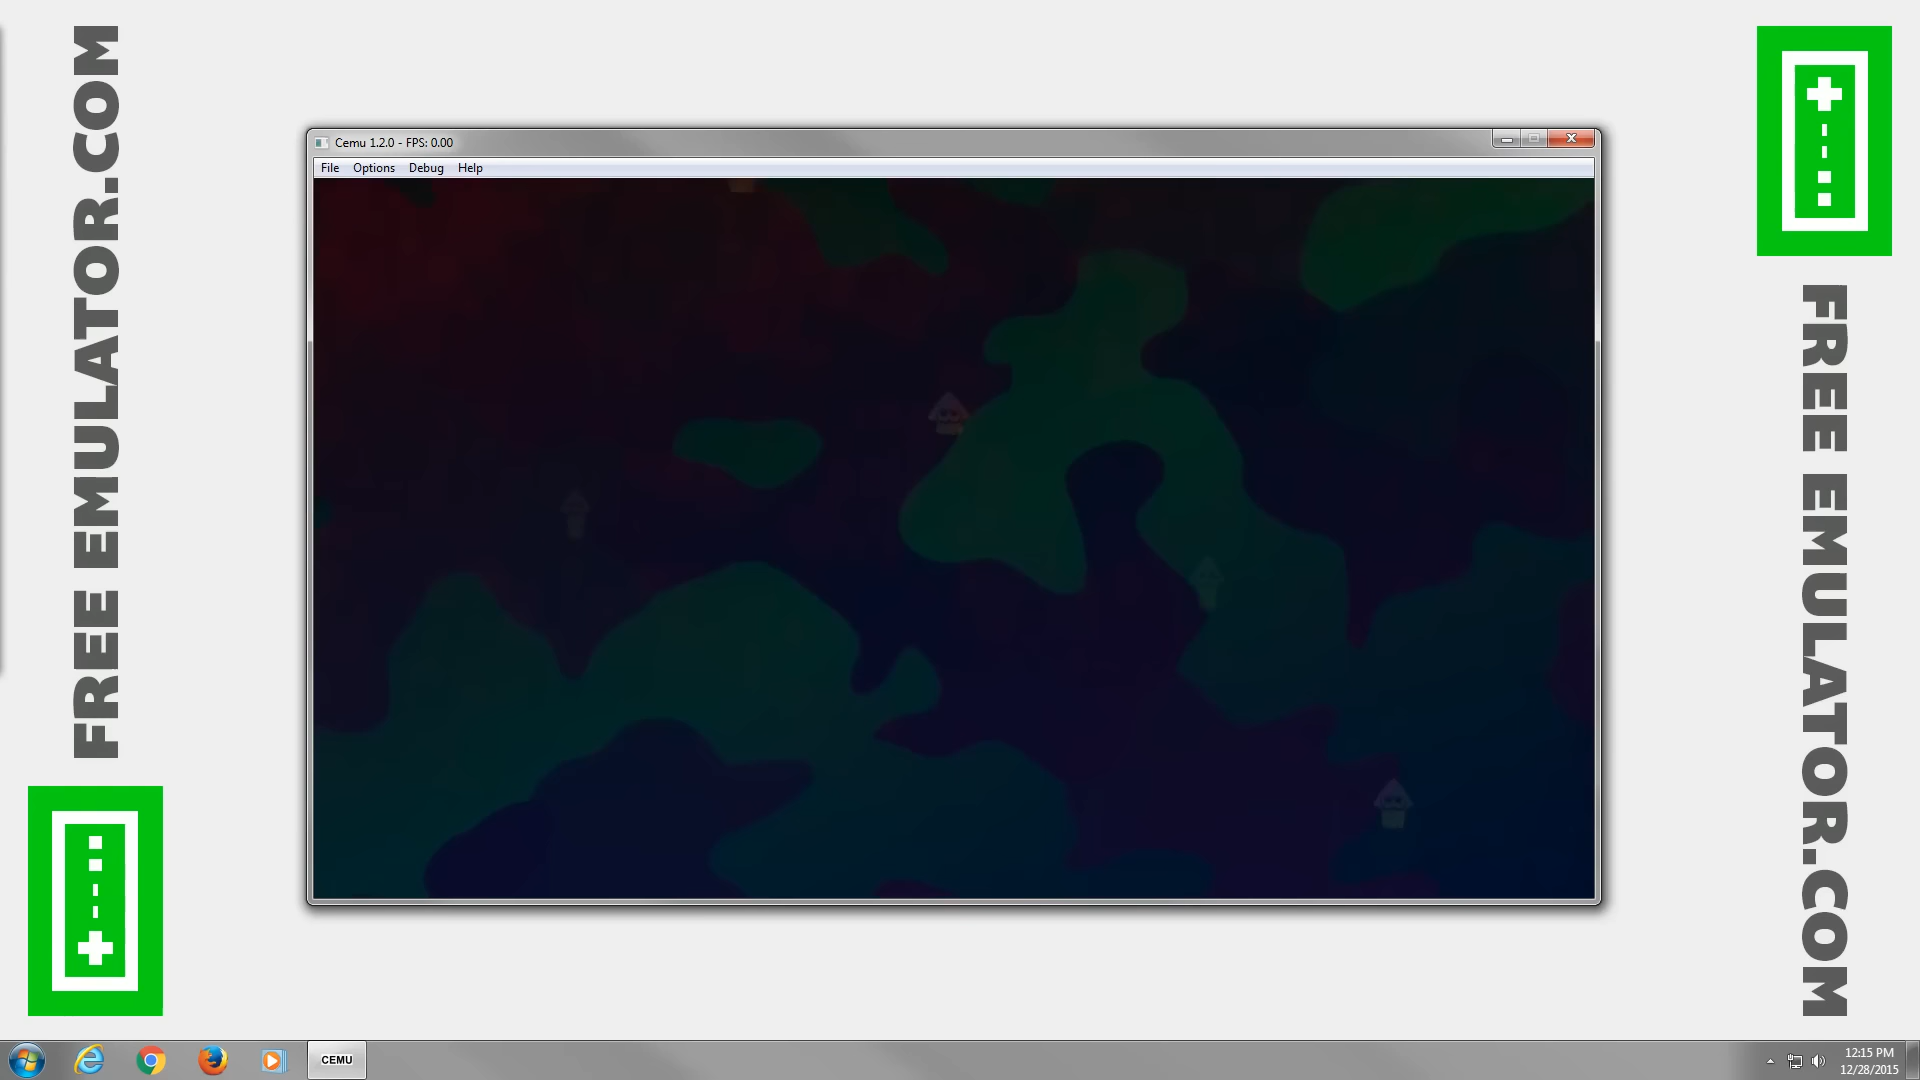 FREE EMULATOR.COM
Cemu 1.2.0 - FPS: 0.00
File Options Debug Help
FREE EMULATOR.COM
CEMU
12:15 PM
12/28/2015